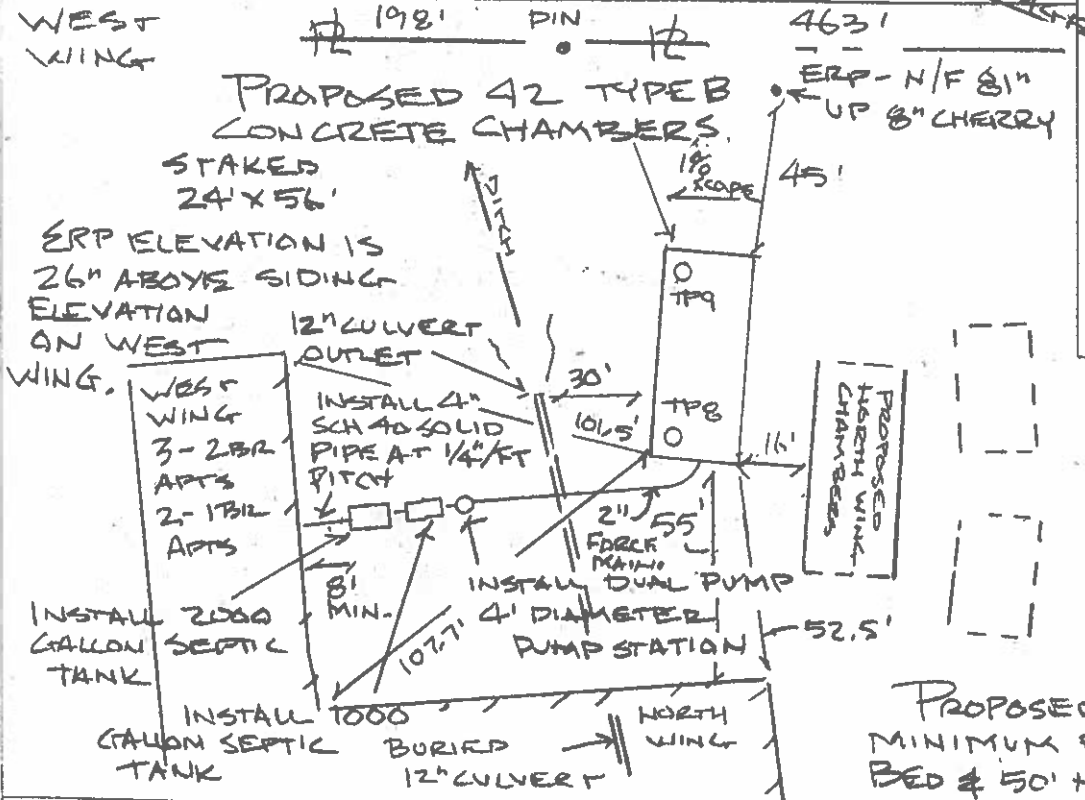 WEST
WING
198'
PIN
463'
PROPOSED 42 TYPE B
CONCRETE CHAMBERS.
ERP - N/F 81"
UP 8" CHERRY
STAKED
24' X 56'
1%
SLOPE
45'
DITCH
ERP ELEVATION IS
26" ABOVE SIDING
ELEVATION
ON WEST
WING.
12" CULVERT
OUTLET
TP9
30'
WEST
WING
3 - 2BR
APTS
2 - 1BR
APTS
INSTALL 4"
SCH 40 SOLID
PIPE AT 1/4"/FT
PITCH
101.5'
TP8
16'
PROPOSED
NORTH WING
CHAMBERS
2"
FORCE
MAIN.
55'
8'
MIN.
INSTALL DUAL PUMP
4' DIAMETER
PUMP STATION
INSTALL 2000
GALLON SEPTIC
TANK
107.7'
52.5'
INSTALL 1000
GALLON SEPTIC
TANK
BURIED
12" CULVERT
NORTH
WING
PROPOSED
MINIMUM
BED & 50'